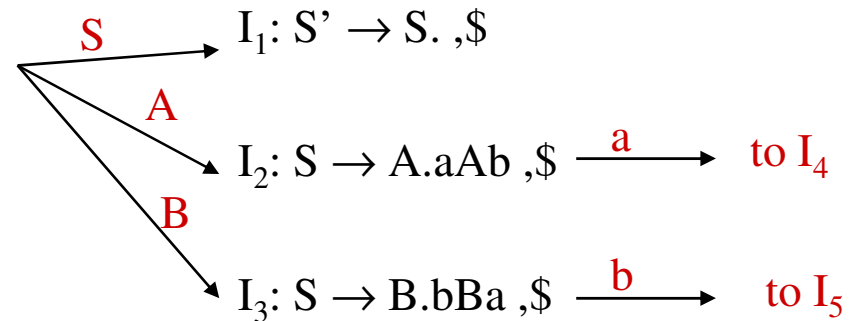 S
I₁: S’ → S. ,$
A
I₂: S → A.aAb ,$ a to I₄
B
I₃: S → B.bBa ,$ b to I₅